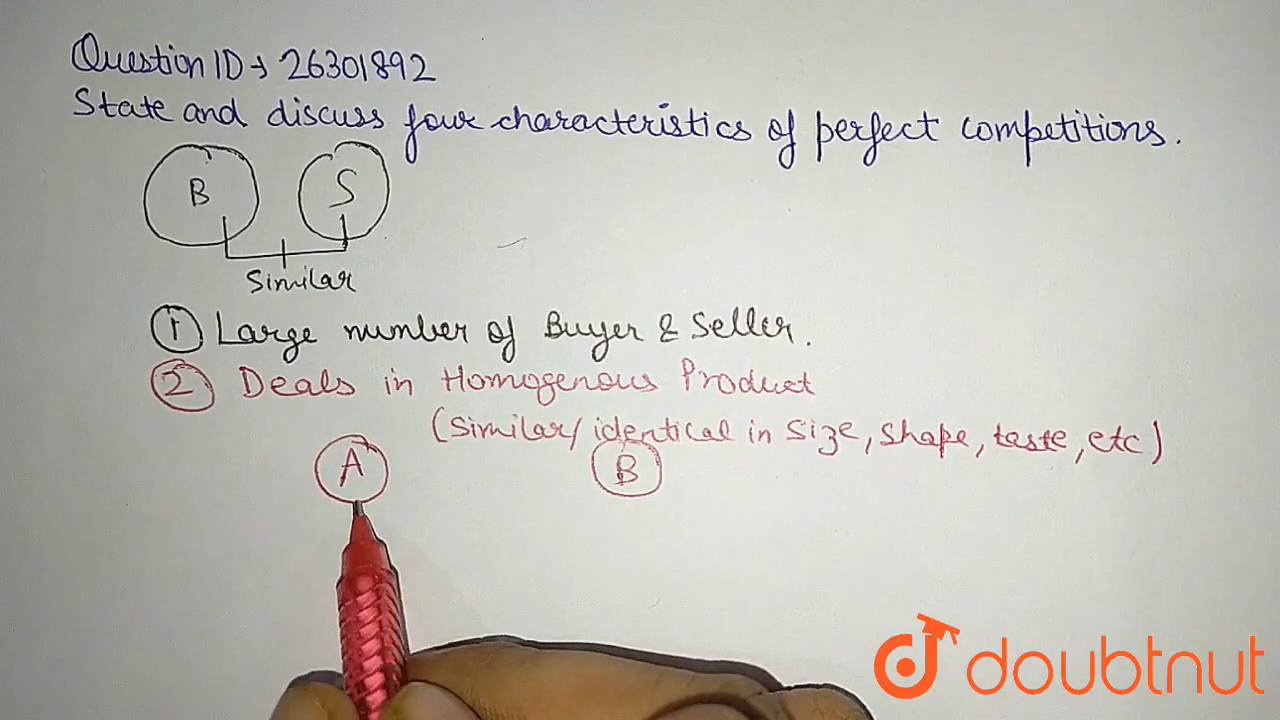 Question ID → 26301892
State and discuss four characteristics of perfect competitions.
B S
Similar
1 Large number of Buyer & Seller.
2 Deals in Homogenous Product
(Similar/identical in size, shape, taste, etc)
A B
doubtnut